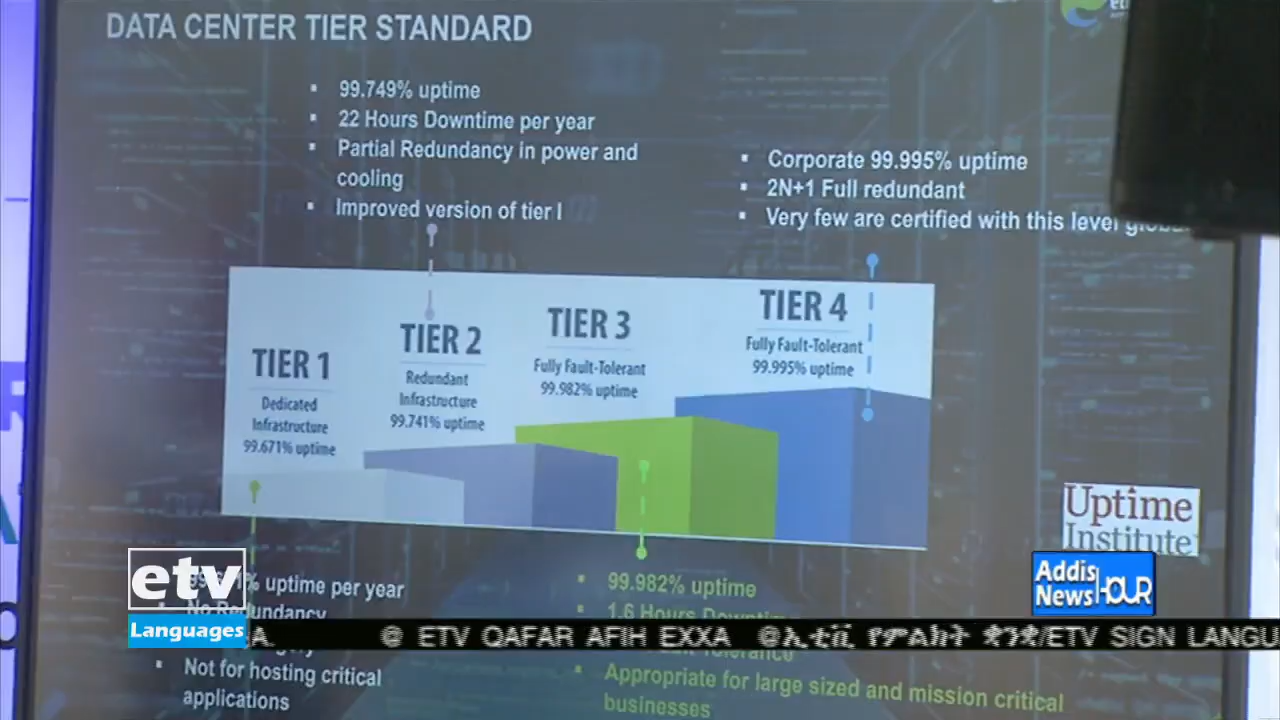 DATA CENTER TIER STANDARD
▪ 99.749% uptime
▪ 22 Hours Downtime per year
▪ Partial Redundancy in power and
cooling
▪ Improved version of tier I
▪ Corporate 99.995% uptime
▪ 2N+1 Full redundant
▪ Very few are certified with this level
TIER 1
Dedicated
Infrastructure
99.671% uptime
TIER 2
Redundant
Infrastructure
99.741% uptime
TIER 3
Fully Fault-Tolerant
99.982% uptime
TIER 4
Fully Fault-Tolerant
99.995% uptime
Uptime
Institute
uptime per year
No Redundancy
▪ Not for hosting critical
applications
▪ 99.982% uptime
▪ 1.6 Hours
▪ Appropriate for large sized and mission critical
businesses
etv
Languages
Addis
News HOUR
@ ETV QAFAR AFIH EXXA @ኢቲቪ የምልክት ቋንቋ/ETV SIGN LANGU